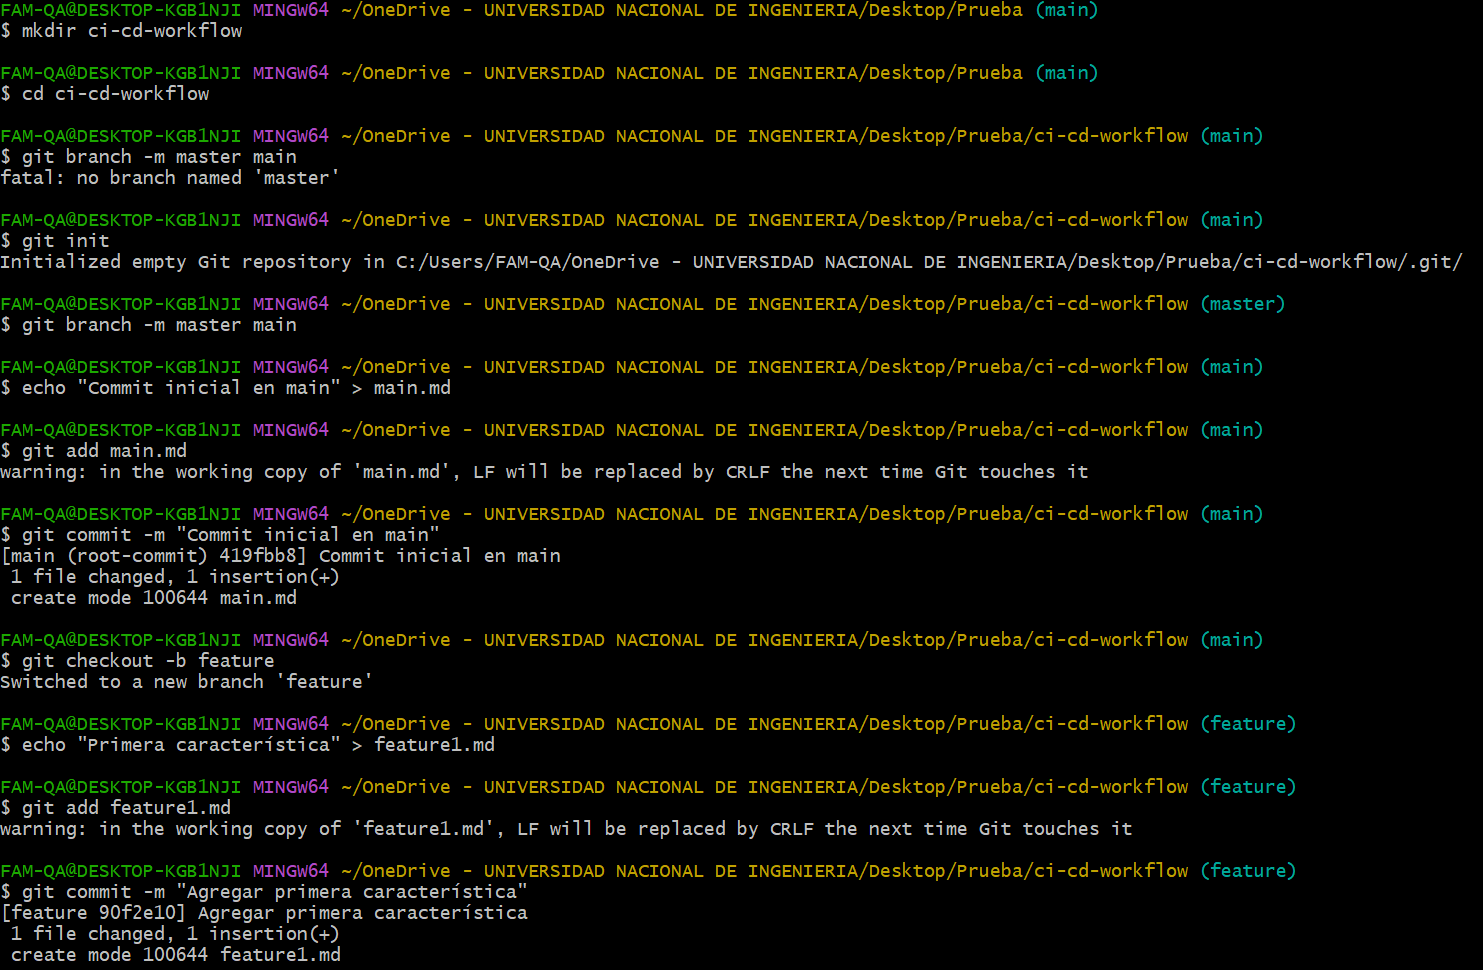 FAM-QA@DESKTOP-KGB1NJI MINGW64 ~/OneDrive - UNIVERSIDAD NACIONAL DE INGENIERIA/Desktop/Prueba (main)
$ mkdir ci-cd-workflow
FAM-QA@DESKTOP-KGB1NJI MINGW64 ~/OneDrive - UNIVERSIDAD NACIONAL DE INGENIERIA/Desktop/Prueba (main)
$ cd ci-cd-workflow
FAM-QA@DESKTOP-KGB1NJI MINGW64 ~/OneDrive - UNIVERSIDAD NACIONAL DE INGENIERIA/Desktop/Prueba/ci-cd-workflow (main)
$ git branch -m master main
fatal: no branch named 'master'
FAM-QA@DESKTOP-KGB1NJI MINGW64 ~/OneDrive - UNIVERSIDAD NACIONAL DE INGENIERIA/Desktop/Prueba/ci-cd-workflow (main)
$ git init
Initialized empty Git repository in C:/Users/FAM-QA/OneDrive - UNIVERSIDAD NACIONAL DE INGENIERIA/Desktop/Prueba/ci-cd-workflow/.git/
FAM-QA@DESKTOP-KGB1NJI MINGW64 ~/OneDrive - UNIVERSIDAD NACIONAL DE INGENIERIA/Desktop/Prueba/ci-cd-workflow (master)
$ git branch -m master main
FAM-QA@DESKTOP-KGB1NJI MINGW64 ~/OneDrive - UNIVERSIDAD NACIONAL DE INGENIERIA/Desktop/Prueba/ci-cd-workflow (main)
$ echo "Commit inicial en main" > main.md
FAM-QA@DESKTOP-KGB1NJI MINGW64 ~/OneDrive - UNIVERSIDAD NACIONAL DE INGENIERIA/Desktop/Prueba/ci-cd-workflow (main)
$ git add main.md
warning: in the working copy of 'main.md', LF will be replaced by CRLF the next time Git touches it
FAM-QA@DESKTOP-KGB1NJI MINGW64 ~/OneDrive - UNIVERSIDAD NACIONAL DE INGENIERIA/Desktop/Prueba/ci-cd-workflow (main)
$ git commit -m "Commit inicial en main"
[main (root-commit) 419fbb8] Commit inicial en main
1 file changed, 1 insertion(+)
create mode 100644 main.md
FAM-QA@DESKTOP-KGB1NJI MINGW64 ~/OneDrive - UNIVERSIDAD NACIONAL DE INGENIERIA/Desktop/Prueba/ci-cd-workflow (main)
$ git checkout -b feature
Switched to a new branch 'feature'
FAM-QA@DESKTOP-KGB1NJI MINGW64 ~/OneDrive - UNIVERSIDAD NACIONAL DE INGENIERIA/Desktop/Prueba/ci-cd-workflow (feature)
$ echo "Primera característica" > feature1.md
FAM-QA@DESKTOP-KGB1NJI MINGW64 ~/OneDrive - UNIVERSIDAD NACIONAL DE INGENIERIA/Desktop/Prueba/ci-cd-workflow (feature)
$ git add feature1.md
warning: in the working copy of 'feature1.md', LF will be replaced by CRLF the next time Git touches it
FAM-QA@DESKTOP-KGB1NJI MINGW64 ~/OneDrive - UNIVERSIDAD NACIONAL DE INGENIERIA/Desktop/Prueba/ci-cd-workflow (feature)
$ git commit -m "Agregar primera característica"
[feature 90f2e10] Agregar primera característica
1 file changed, 1 insertion(+)
create mode 100644 feature1.md